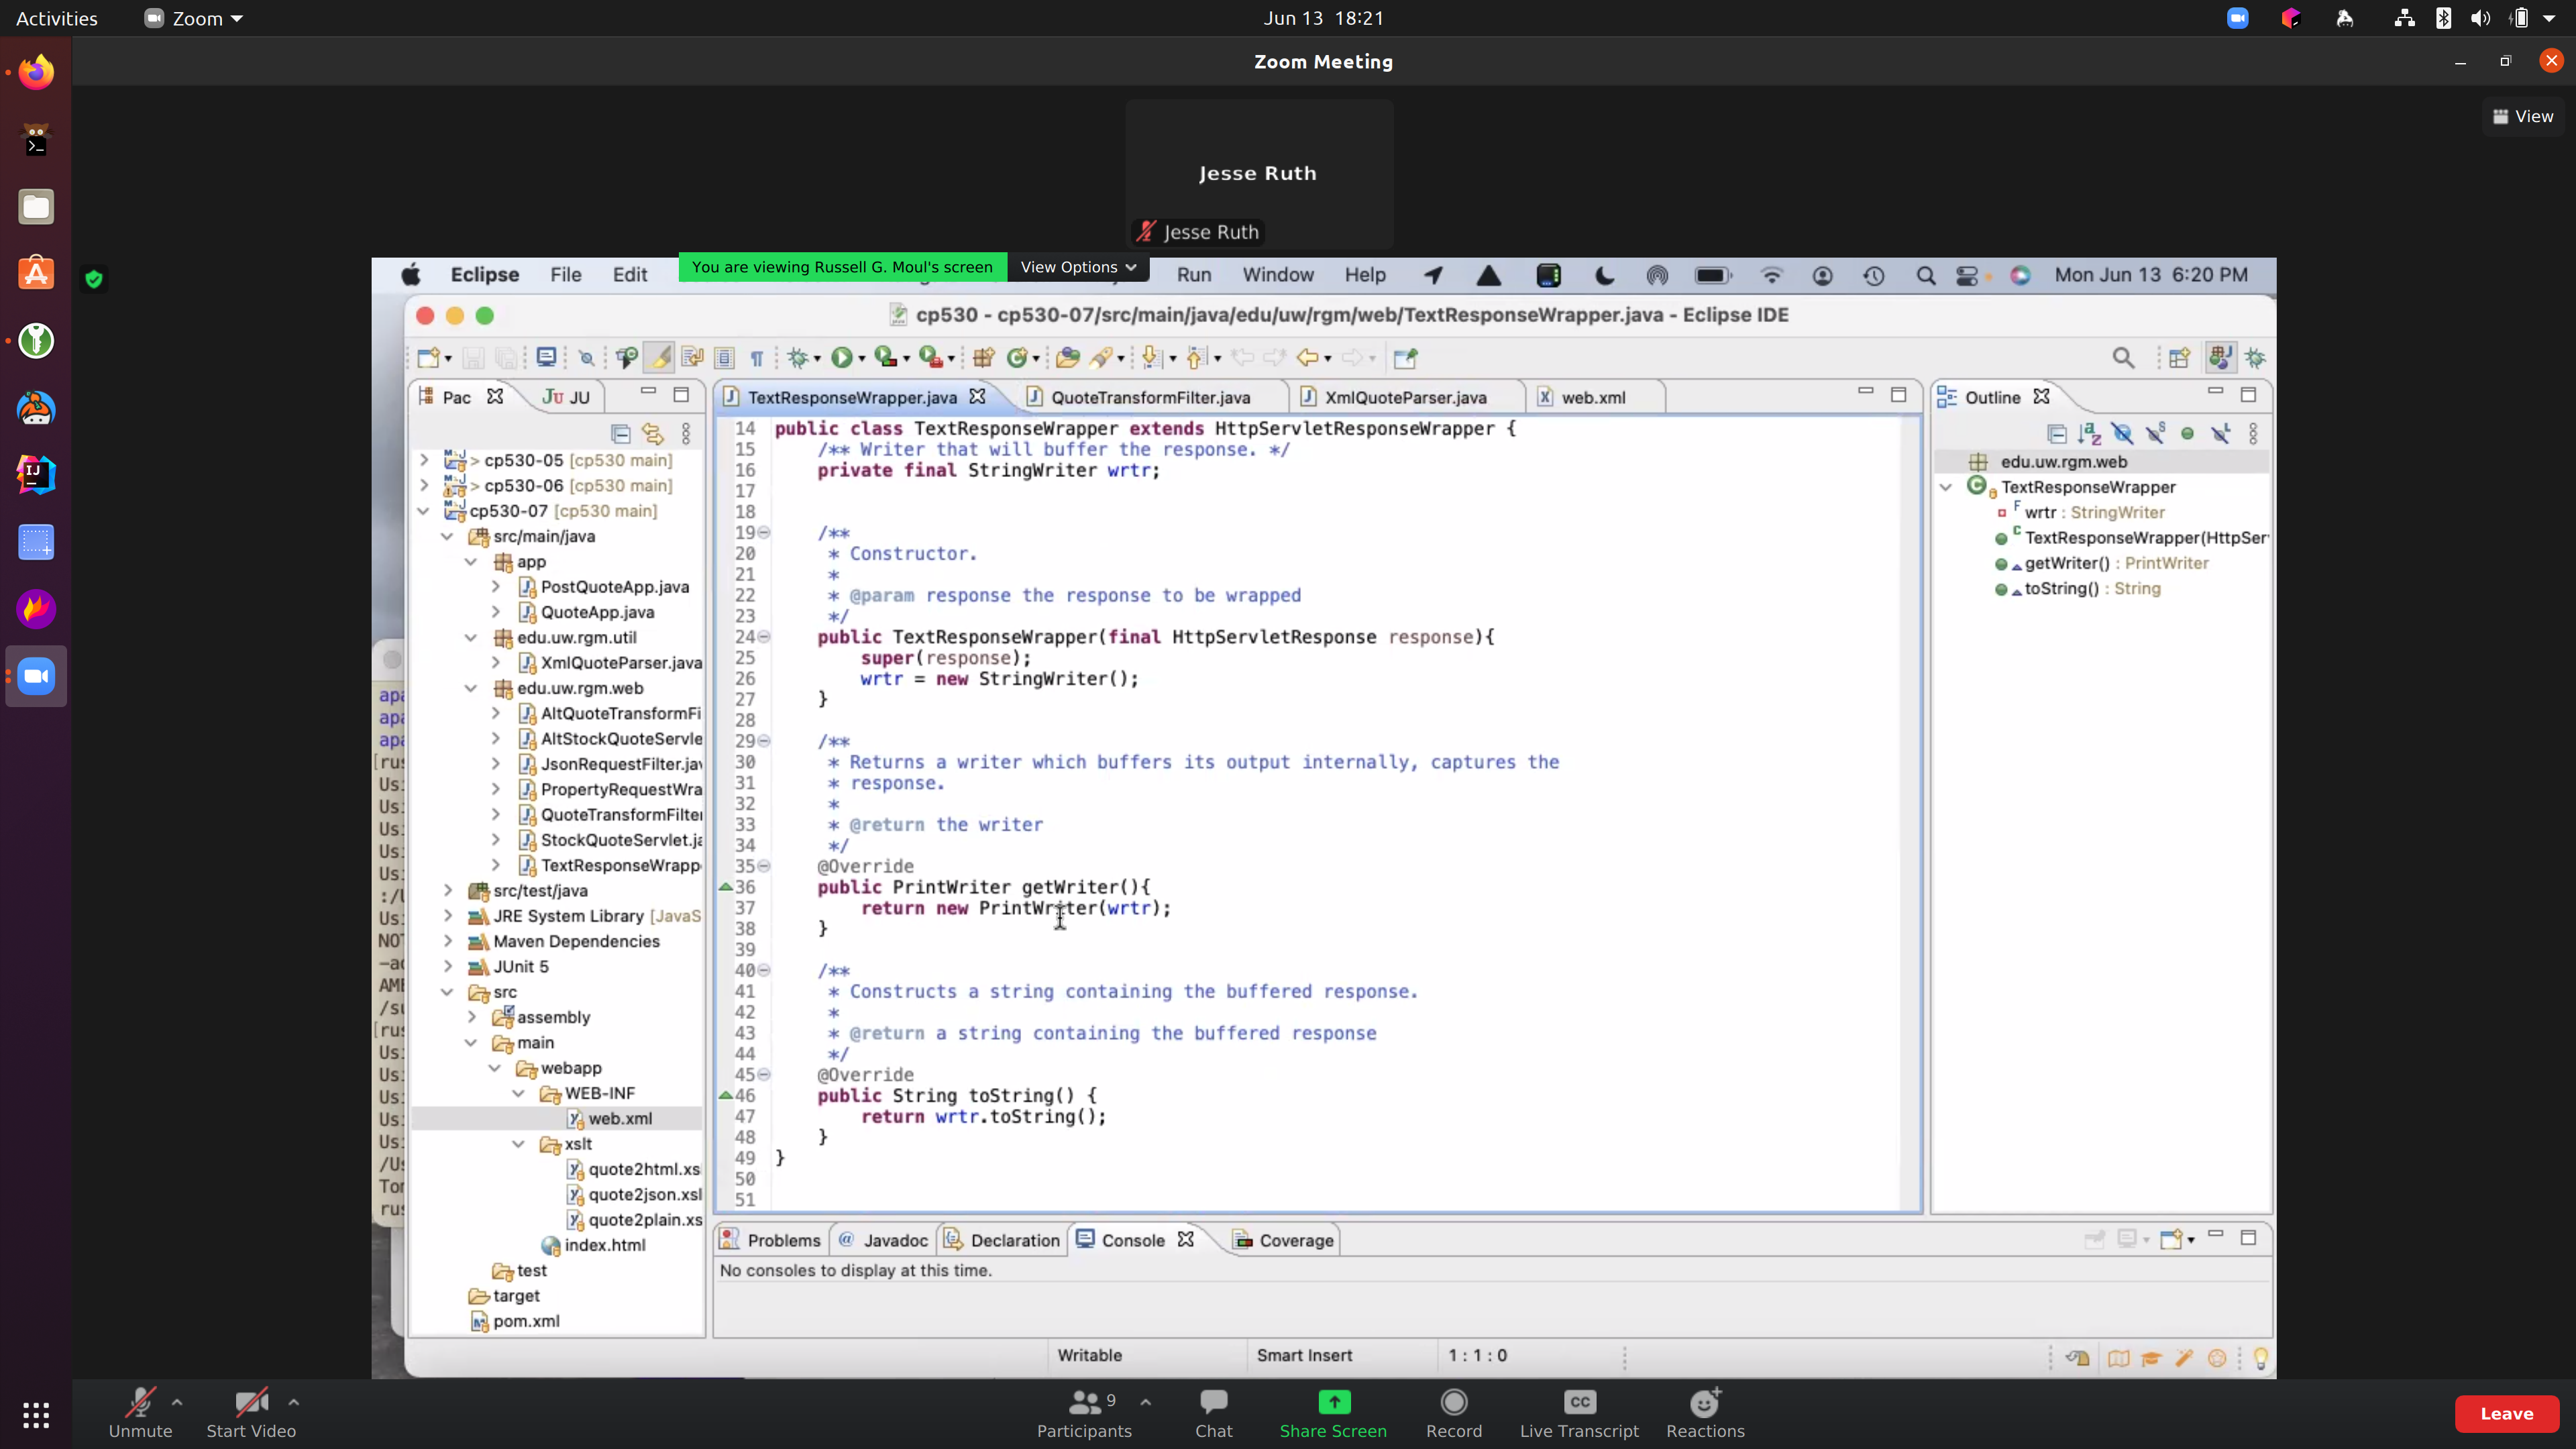 Activities
Zoom
Jun 13 18:21
Zoom Meeting
View
Jesse Ruth
Jesse Ruth
You are viewing Russell G. Moul's screen
View Options
Eclipse File Edit Run Window Help Mon Jun 13 6:20 PM
cp530 - cp530-07/src/main/java/edu/uw/rgm/web/TextResponseWrapper.java - Eclipse IDE
Pac
JU JU
> cp530-05 [cp530 main]
> cp530-06 [cp530 main]
cp530-07 [cp530 main]
src/main/java
app
PostQuoteApp.java
QuoteApp.java
edu.uw.rgm.util
XmlQuoteParser.java
edu.uw.rgm.web
AltQuoteTransformFi
AltStockQuoteServle
JsonRequestFilter.jav
PropertyRequestWra
QuoteTransformFilte
StockQuoteServlet.ja
TextResponseWrapp
src/test/java
JRE System Library [JavaS
Maven Dependencies
JUnit 5
src
assembly
main
webapp
WEB-INF
web.xml
xslt
quote2html.xs
quote2json.xsl
quote2plain.xs
index.html
test
target
pom.xml
TextResponseWrapper.java
QuoteTransformFilter.java
XmlQuoteParser.java
web.xml
14 public class TextResponseWrapper extends HttpServletResponseWrapper {
15 /** Writer that will buffer the response. */
16 private final StringWriter wrtr;
17
18
19 /**
20 * Constructor.
21 *
22 * @param response the response to be wrapped
23 */
24 public TextResponseWrapper(final HttpServletResponse response){
25 super(response);
26 wrtr = new StringWriter();
27 }
28
29 /**
30 * Returns a writer which buffers its output internally, captures the
31 * response.
32 *
33 * @return the writer
34 */
35 @Override
36 public PrintWriter getWriter(){
37 return new PrintWriter(wrtr);
38 }
39
40 /**
41 * Constructs a string containing the buffered response.
42 *
43 * @return a string containing the buffered response
44 */
45 @Override
46 public String toString() {
47 return wrtr.toString();
48 }
49 }
50
51
Outline
edu.uw.rgm.web
TextResponseWrapper
wrtr : StringWriter
TextResponseWrapper(HttpSer
getWriter() : PrintWriter
toString() : String
Problems
Javadoc
Declaration
Console
Coverage
No consoles to display at this time.
Writable
Smart Insert
1 : 1 : 0
Unmute
Start Video
9
Participants
Chat
Share Screen
Record
CC
Live Transcript
Reactions
Leave